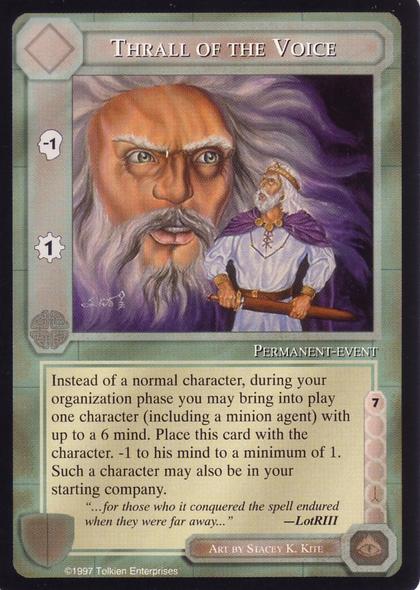 THRALL OF THE VOICE
-1
1
PERMANENT-EVENT
Instead of a normal character, during your
organization phase you may bring into play
one character (including a minion agent) with
up to a 6 mind. Place this card with the
character. -1 to his mind to a minimum of 1.
Such a character may also be in your
starting company.
"...for those who it conquered the spell endured
when they were far away..." —LotRIII
7
ART BY STACEY K. KITE
©1997 Tolkien Enterprises